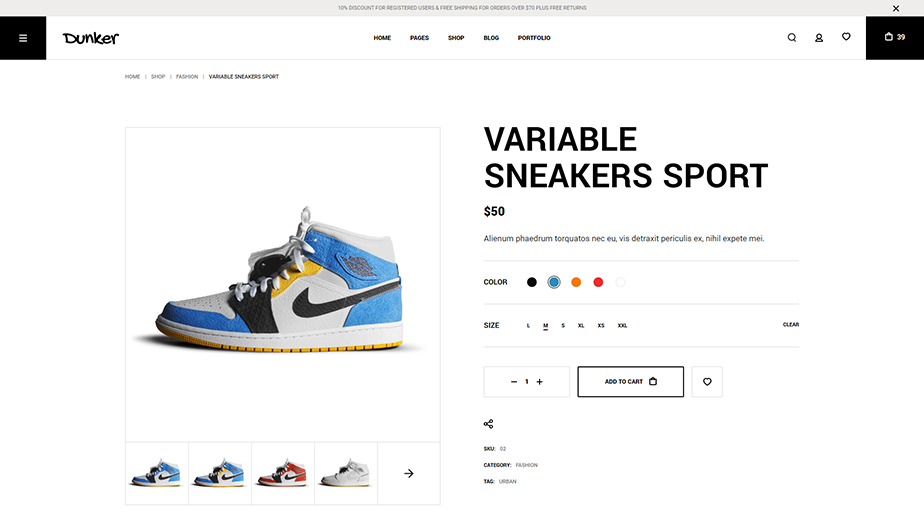 10% DISCOUNT FOR REGISTERED USERS & FREE SHIPPING FOR ORDERS OVER $70 PLUS FREE RETURNS
Dunker
HOME PAGES SHOP BLOG PORTFOLIO
39
HOME | SHOP | FASHION | VARIABLE SNEAKERS SPORT
VARIABLE
SNEAKERS SPORT
$50
Alienum phaedrum torquatos nec eu, vis detraxit periculis ex, nihil expete mei.
COLOR
SIZE L M S XL XS XXL CLEAR
− 1 + ADD TO CART
SKU: 02
CATEGORY: FASHION
TAG: URBAN